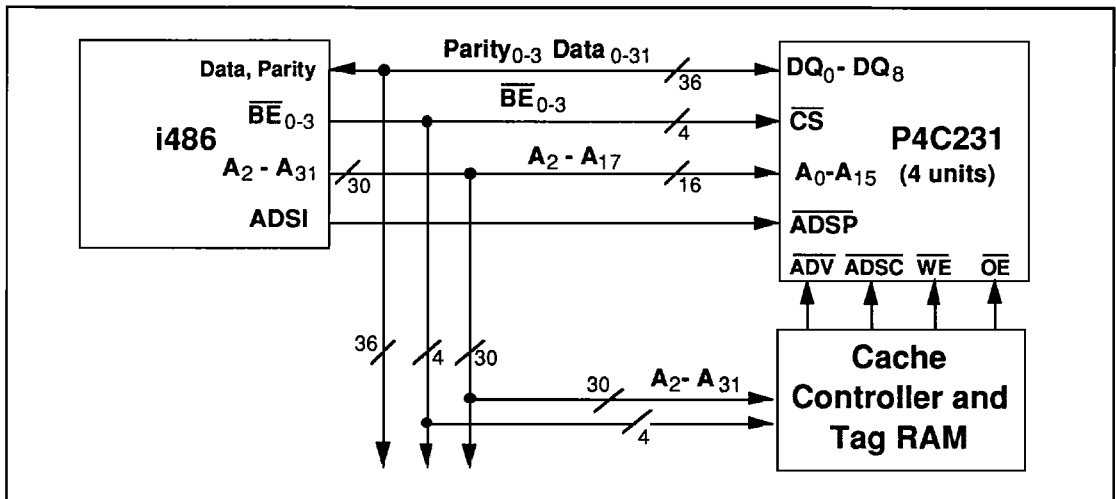 Parity0-3 Data 0-31
Data, Parity
36
DQ0- DQ8
BE0-3
BE0-3
4
CS
i486
P4C231
(4 units)
A2 - A31
30
A2 - A17
16
A0-A15
ADSI
ADSP
ADV ADSC WE OE
36
4
30
30
A2- A31
4
Cache
Controller and
Tag RAM